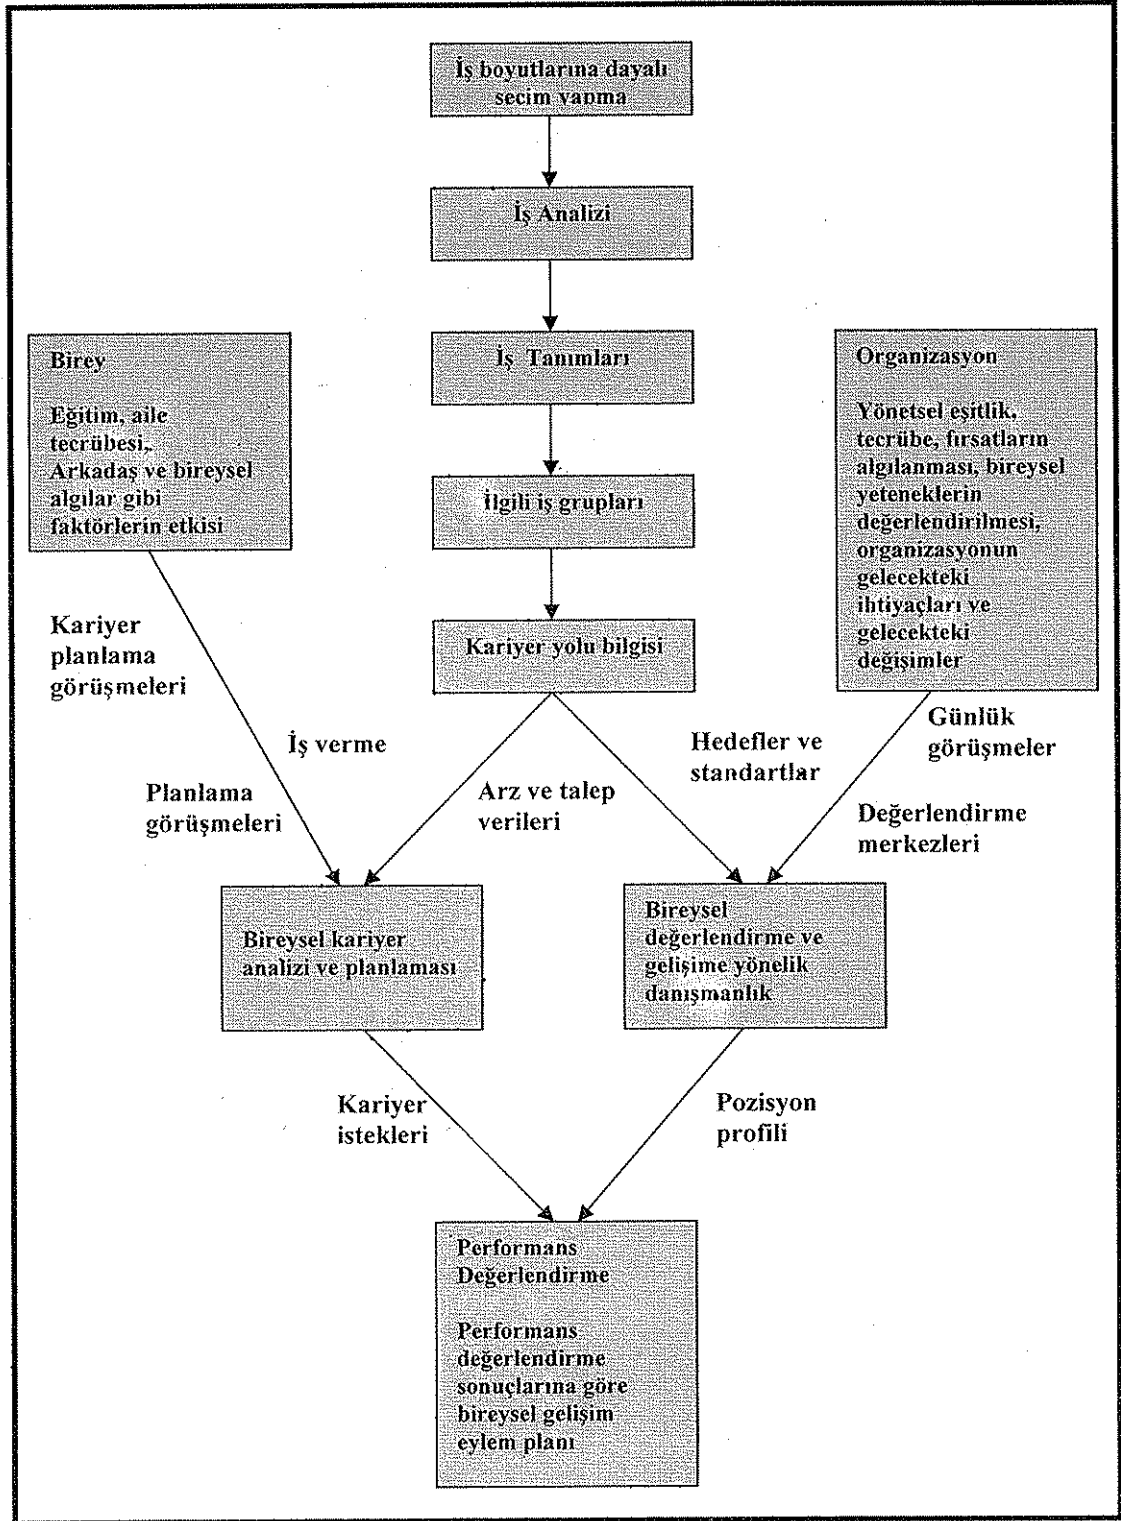 İş boyutlarına dayalı
secim yapma
İş Analizi
İş Tanımları
Birey
Eğitim, aile
tecrübesi,
Arkadaş ve bireysel
algılar gibi
faktörlerin etkisi
Organizasyon
Yönetsel eşitlik,
tecrübe, fırsatların
algılanması, bireysel
yeteneklerin
değerlendirilmesi,
organizasyonun
gelecekteki
ihtiyaçları ve
gelecekteki
değişimler
İlgili iş grupları
Kariyer yolu bilgisi
Kariyer
planlama
görüşmeleri
İş verme
Planlama
görüşmeleri
Arz ve talep
verileri
Hedefler ve
standartlar
Günlük
görüşmeler
Değerlendirme
merkezleri
Bireysel kariyer
analizi ve planlaması
Bireysel
değerlendirme ve
gelişime yönelik
danışmanlık
Kariyer
istekleri
Pozisyon
profili
Performans
Değerlendirme
Performans
değerlendirme
sonuçlarına göre
bireysel gelişim
eylem planı